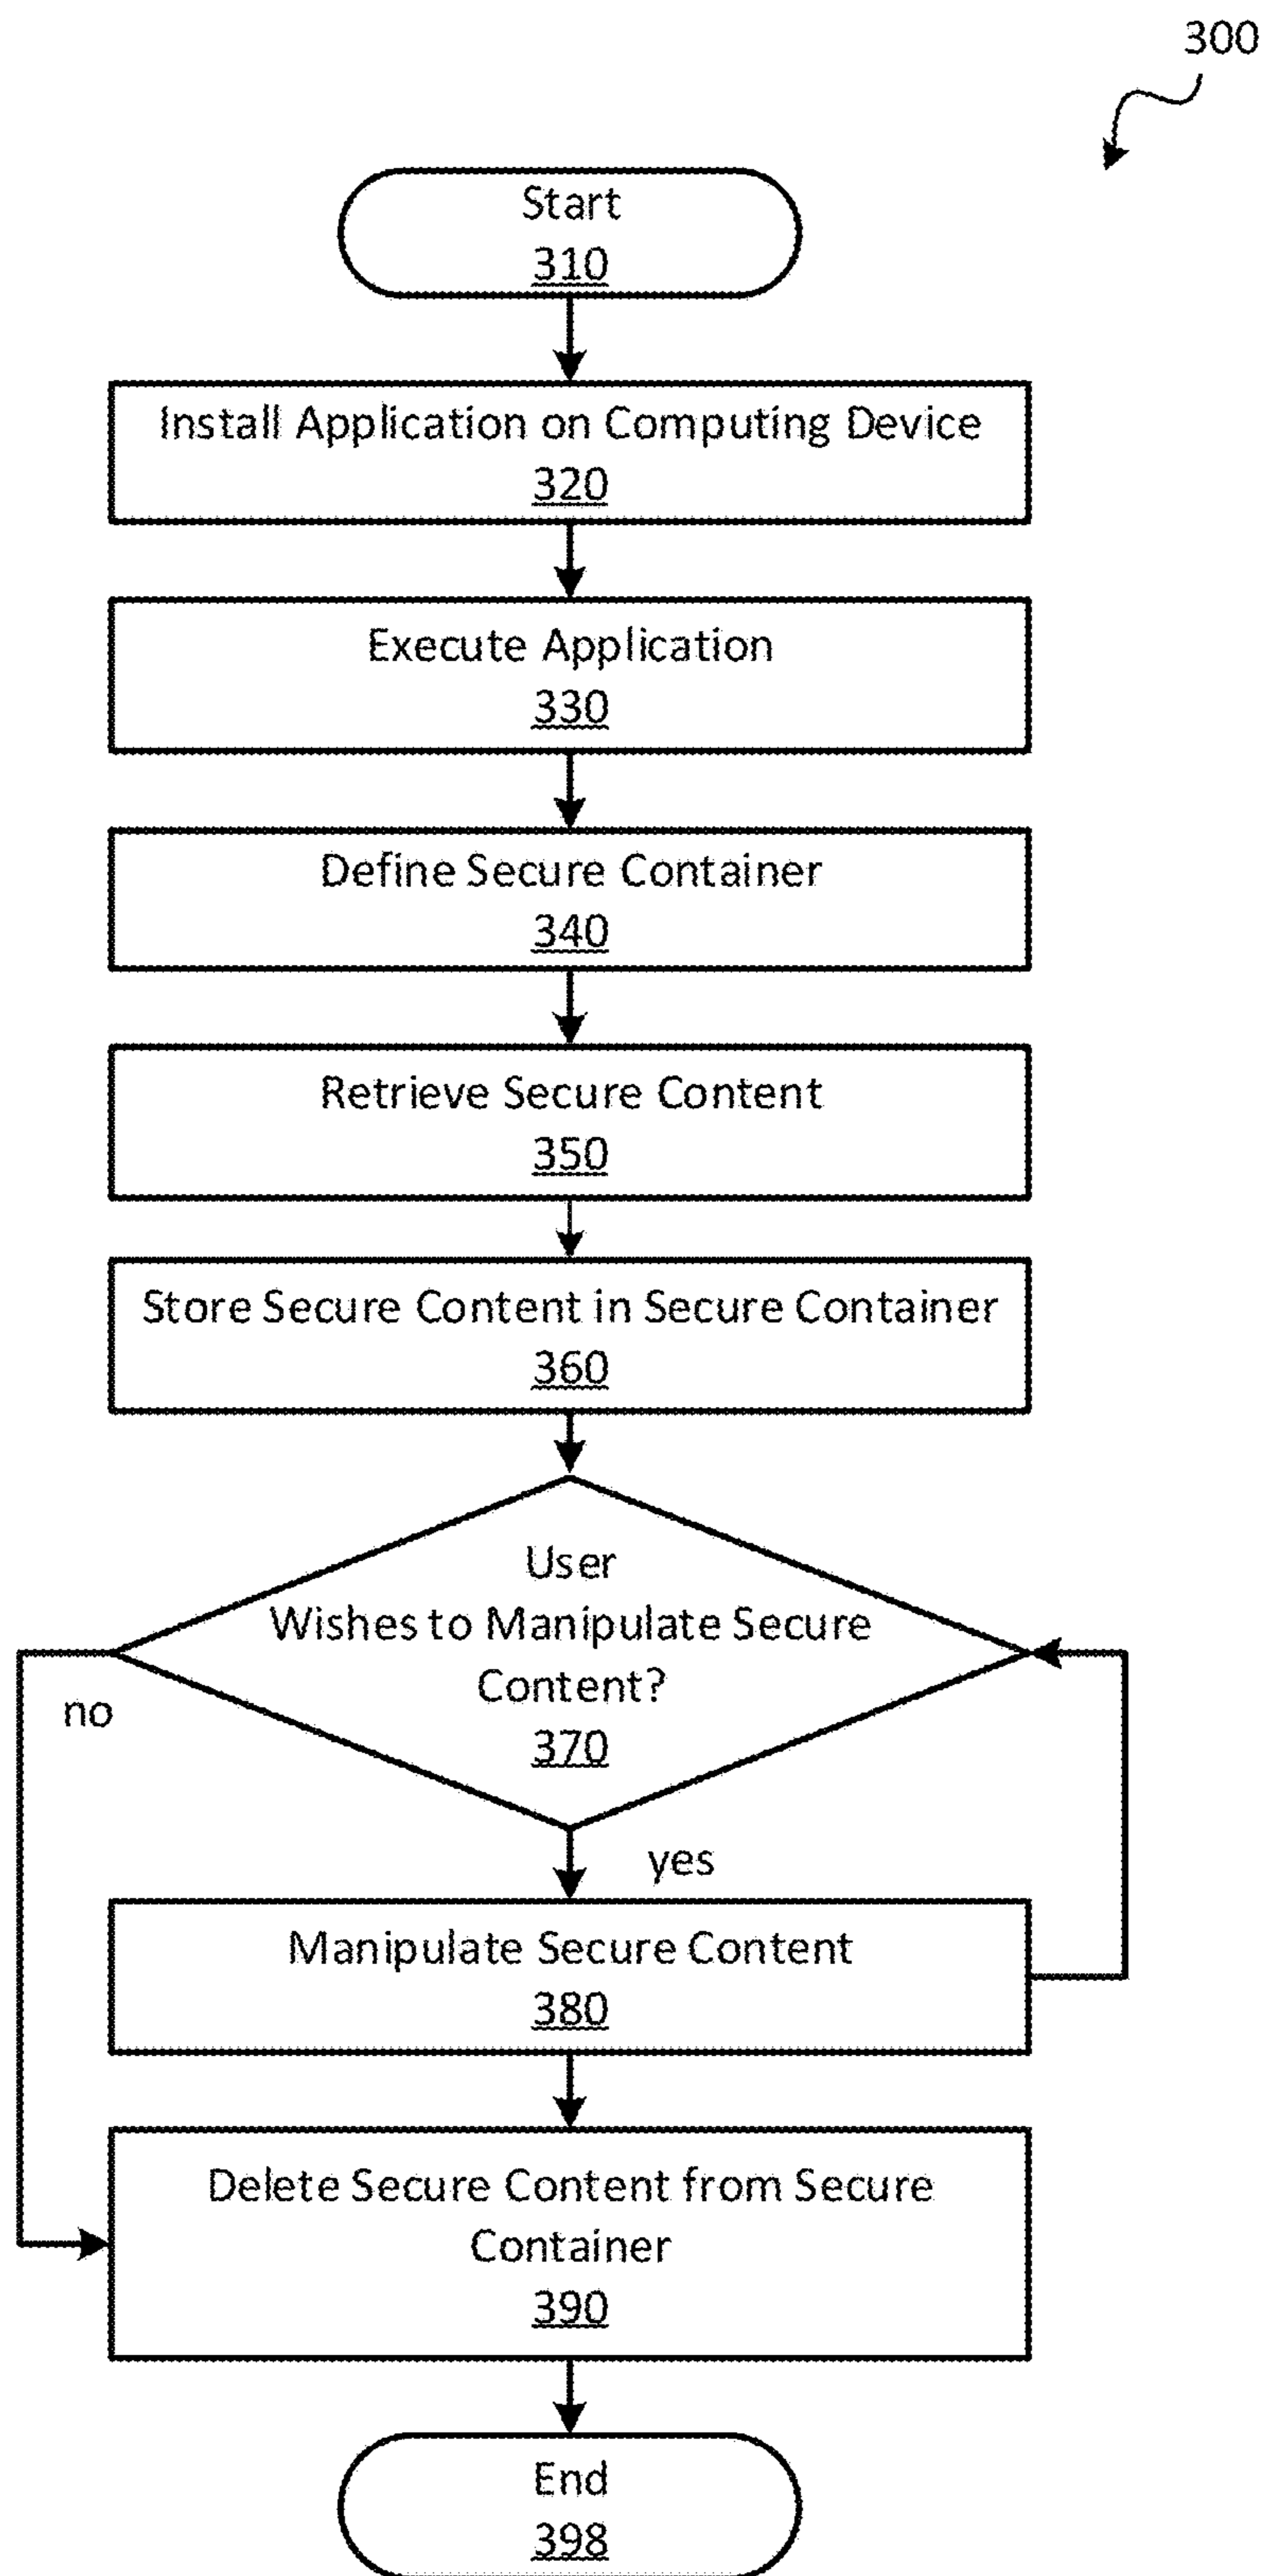 300
Start
310
Install Application on Computing Device
320
Execute Application
330
Define Secure Container
340
Retrieve Secure Content
350
Store Secure Content in Secure Container
360
User
Wishes to Manipulate Secure
Content?
370
no
yes
Manipulate Secure Content
380
Delete Secure Content from Secure
Container
390
End
398